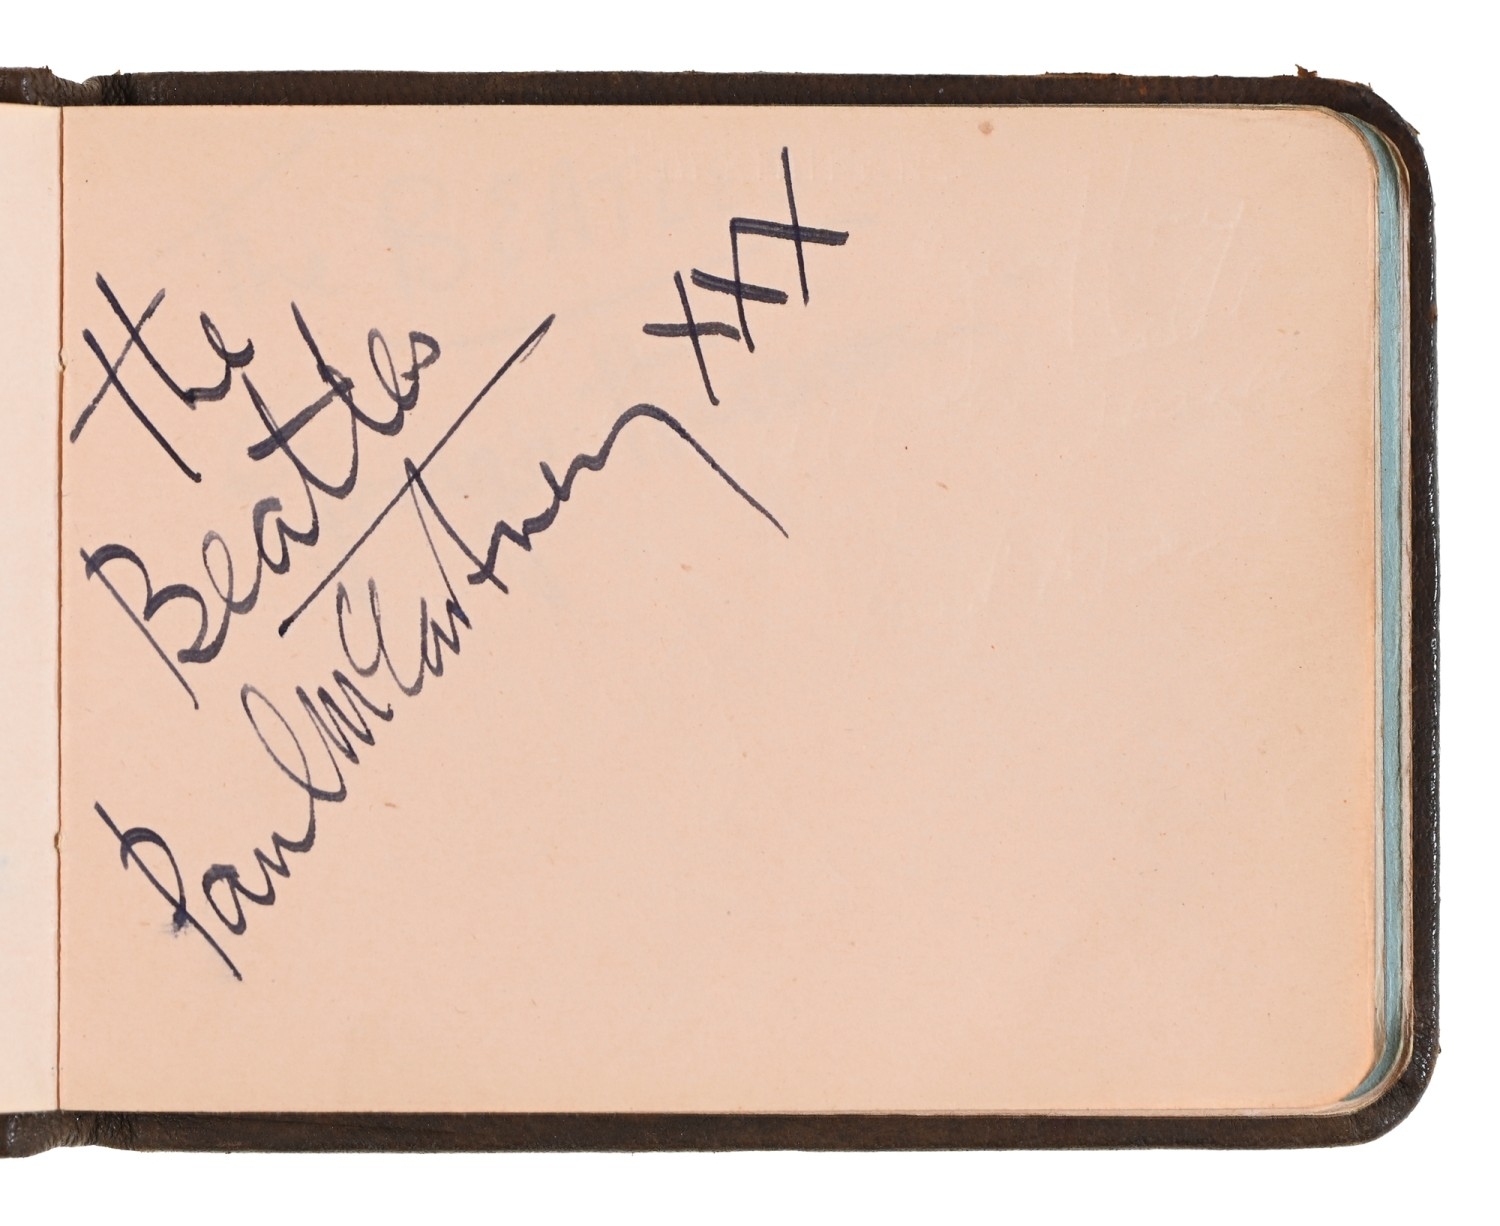 The
Beatles
Paul McCartney xxx